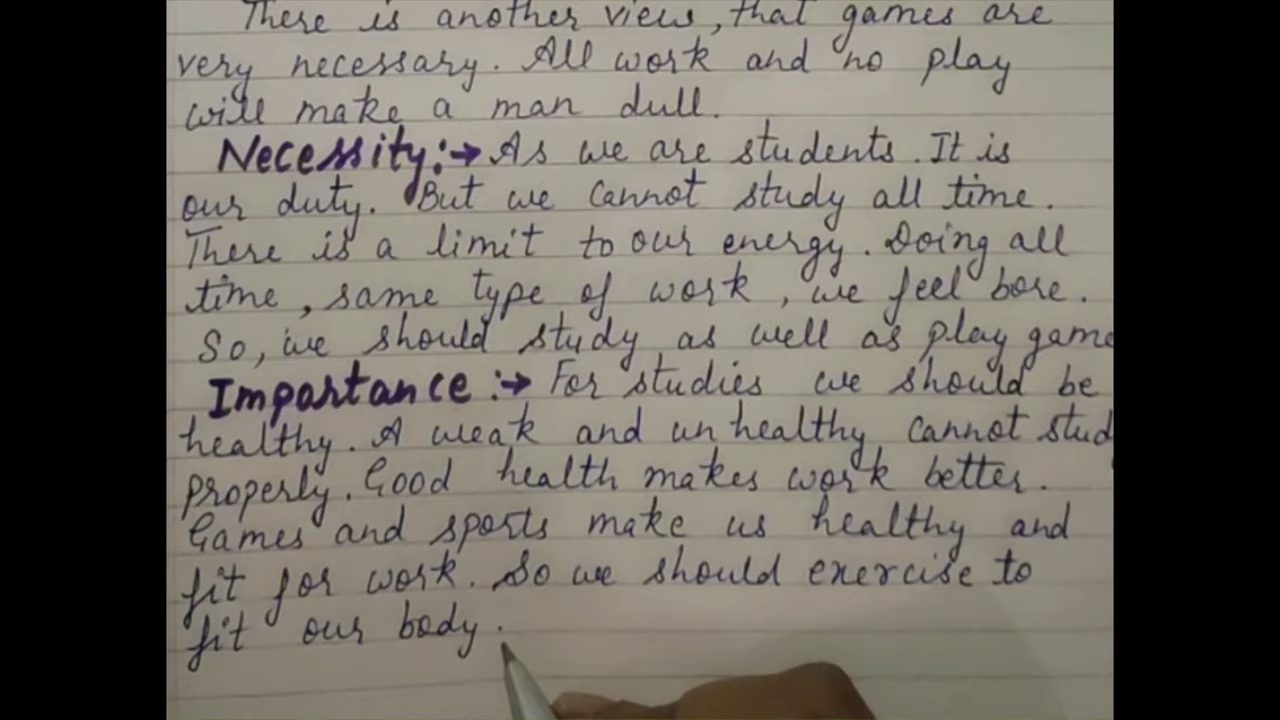 There is another view, that games are
very necessary. All work and no play
will make a man dull.
Necessity:→ As we are students. It is
our duty. But we cannot study all time.
There is a limit to our energy. Doing all
time, same type of work, we feel bore.
So, we should study as well as play game
Importance:→ For studies we should be
healthy. A weak and unhealthy cannot stud
properly. Good health makes work better.
Games and sports make us healthy and
fit for work. So we should exercise to
fit our body.